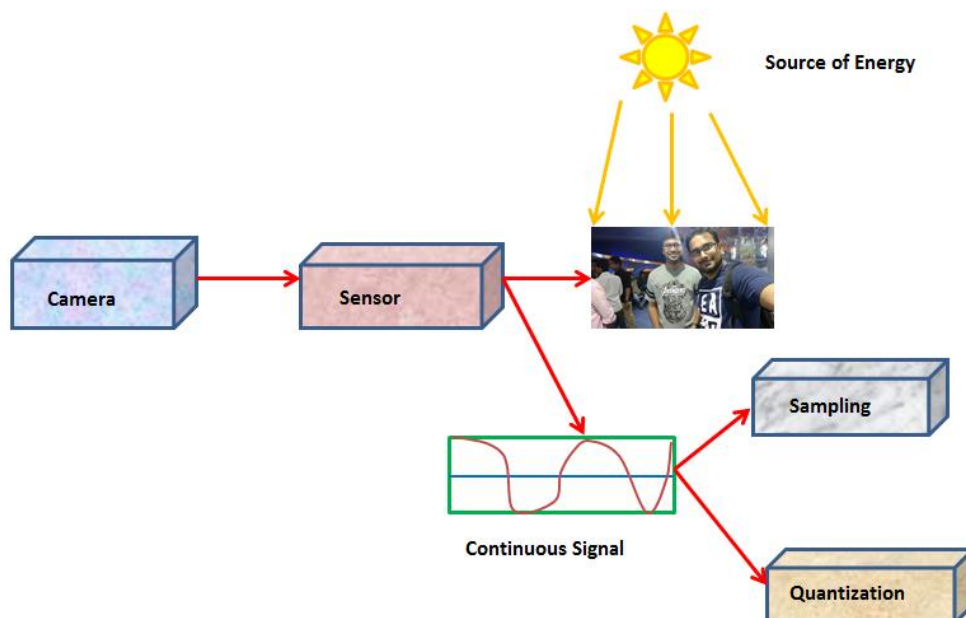 Source of Energy
Camera
Sensor
Sampling
Continuous Signal
Quantization